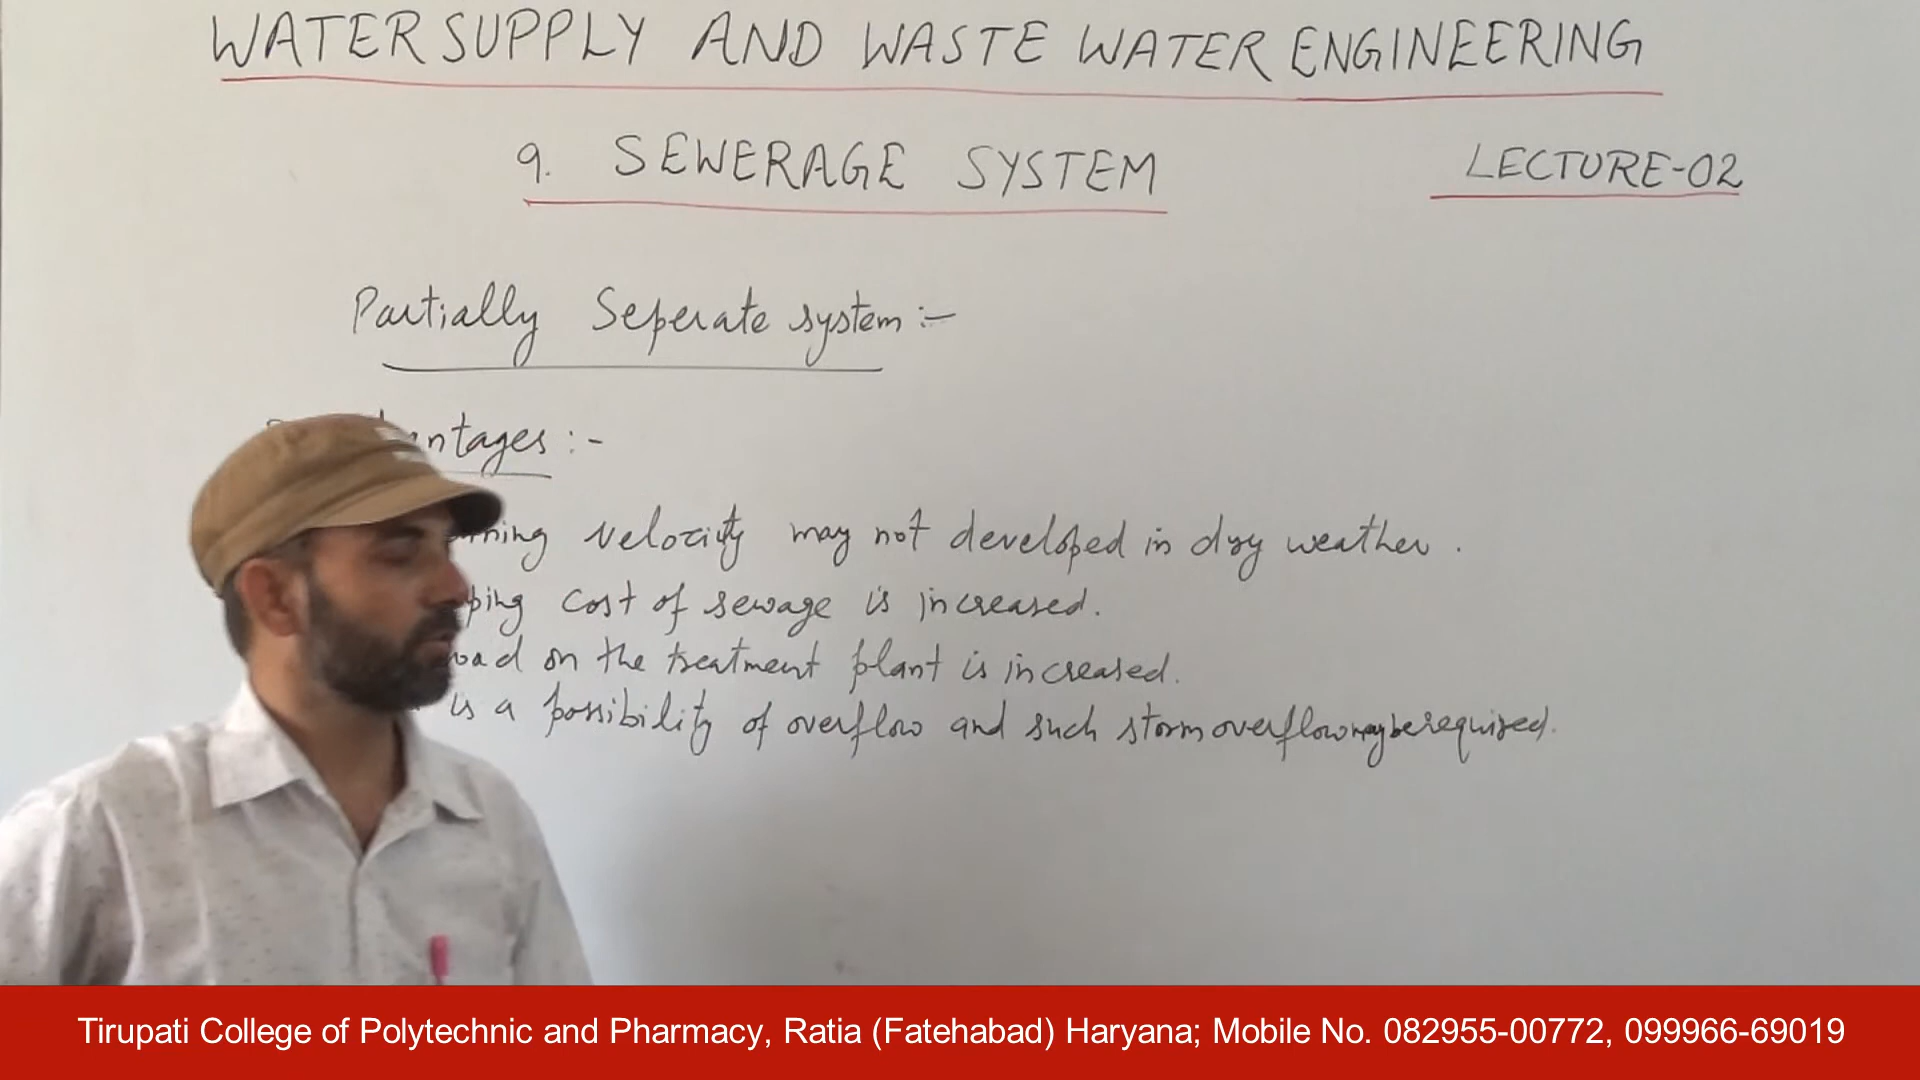 WATER SUPPLY AND WASTE WATER ENGINEERING
9. SEWERAGE SYSTEM
LECTURE-02
Partially Seperate system :-
antages :-
velocity may not developed in dry weather .
cost of sewage is increased.
on the treatment plant is increased.
is a possibility of overflow and such storm overflow may be required.
Tirupati College of Polytechnic and Pharmacy, Ratia (Fatehabad) Haryana; Mobile No. 082955-00772, 099966-69019